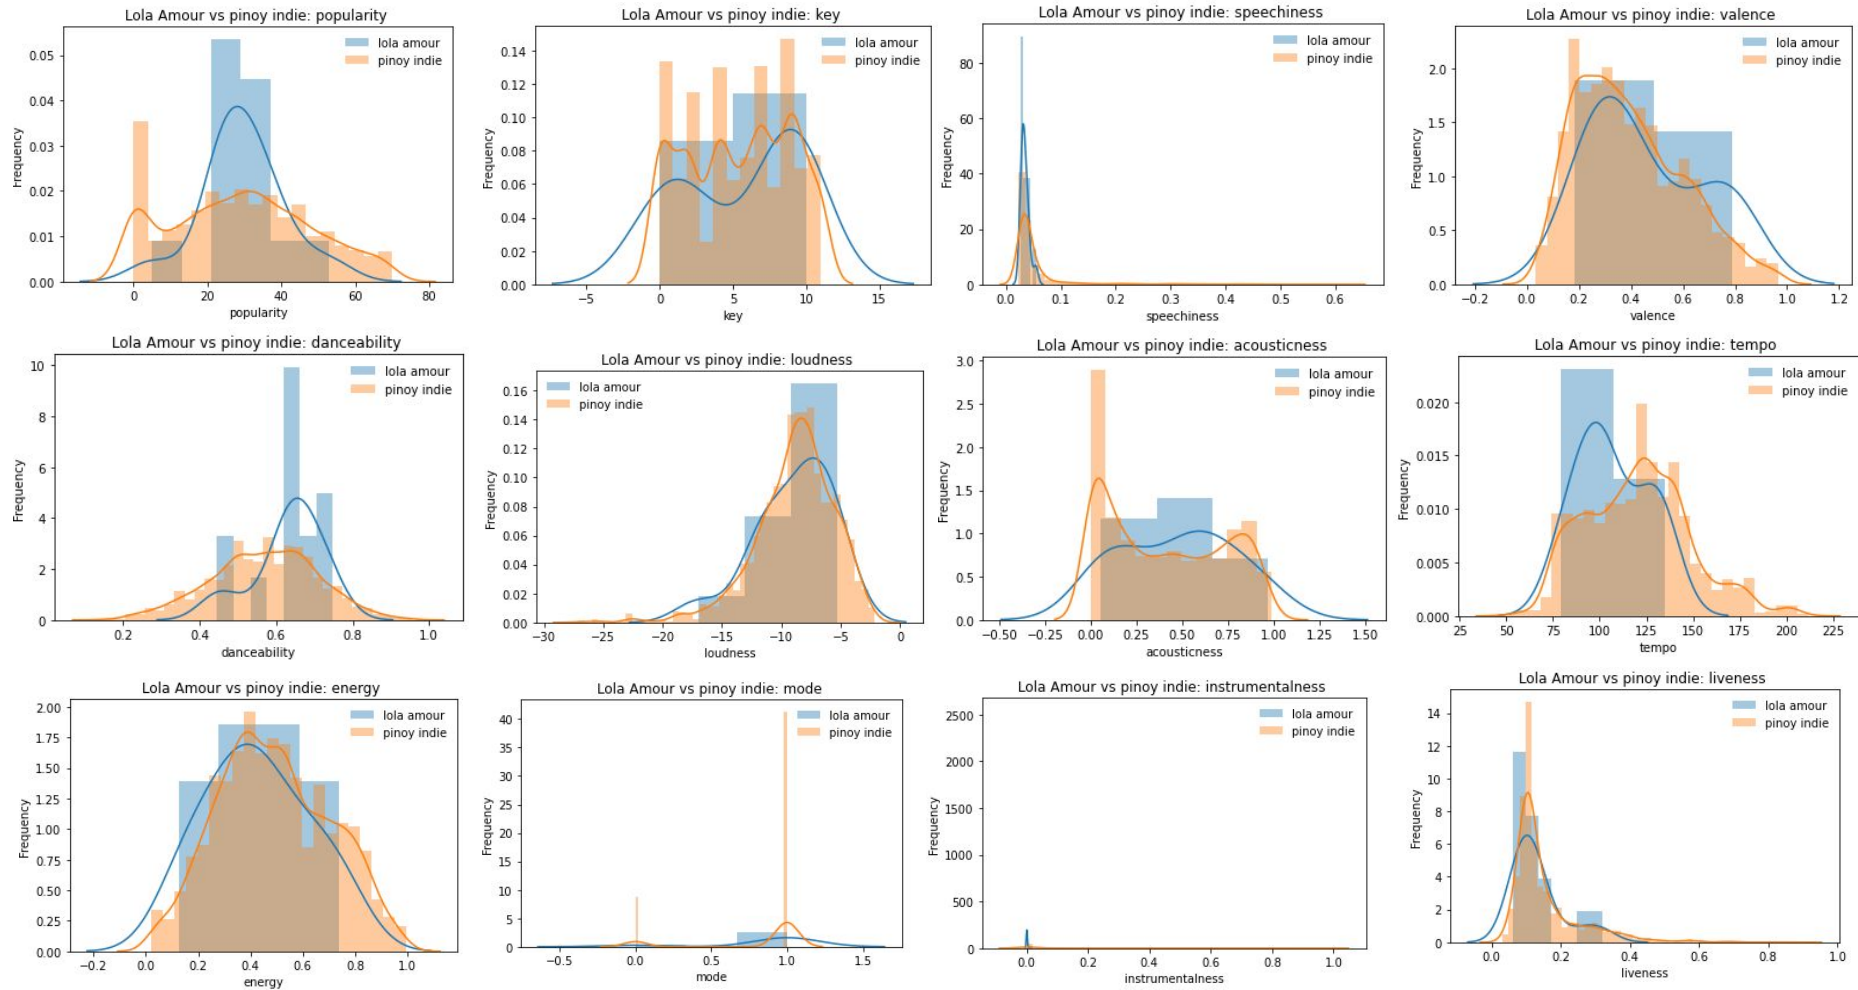 Lola Amour vs pinoy indie: popularity
lola amour
pinoy indie
0.05
0.04
0.03
0.02
0.01
0.00
Frequency
0 20 40 60 80
popularity
Lola Amour vs pinoy indie: key
lola amour
pinoy indie
0.14
0.12
0.10
0.08
0.06
0.04
0.02
0.00
Frequency
−5 0 5 10 15
key
Lola Amour vs pinoy indie: speechiness
lola amour
pinoy indie
80
60
40
20
0
Frequency
0.0 0.1 0.2 0.3 0.4 0.5 0.6
speechiness
Lola Amour vs pinoy indie: valence
lola amour
pinoy indie
2.0
1.5
1.0
0.5
0.0
Frequency
−0.2 0.0 0.2 0.4 0.6 0.8 1.0 1.2
valence
Lola Amour vs pinoy indie: danceability
lola amour
pinoy indie
10
8
6
4
2
0
Frequency
0.2 0.4 0.6 0.8 1.0
danceability
Lola Amour vs pinoy indie: loudness
lola amour
pinoy indie
0.16
0.14
0.12
0.10
0.08
0.06
0.04
0.02
0.00
Frequency
−30 −25 −20 −15 −10 −5 0
loudness
Lola Amour vs pinoy indie: acousticness
lola amour
pinoy indie
3.0
2.5
2.0
1.5
1.0
0.5
0.0
Frequency
−0.50 −0.25 0.00 0.25 0.50 0.75 1.00 1.25 1.50
acousticness
Lola Amour vs pinoy indie: tempo
lola amour
pinoy indie
0.020
0.015
0.010
0.005
0.000
Frequency
25 50 75 100 125 150 175 200 225
tempo
Lola Amour vs pinoy indie: energy
lola amour
pinoy indie
2.00
1.75
1.50
1.25
1.00
0.75
0.50
0.25
0.00
Frequency
−0.2 0.0 0.2 0.4 0.6 0.8 1.0
energy
Lola Amour vs pinoy indie: mode
lola amour
pinoy indie
40
35
30
25
20
15
10
5
0
Frequency
−0.5 0.0 0.5 1.0 1.5
mode
Lola Amour vs pinoy indie: instrumentalness
lola amour
pinoy indie
2500
2000
1500
1000
500
0
Frequency
0.0 0.2 0.4 0.6 0.8 1.0
instrumentalness
Lola Amour vs pinoy indie: liveness
lola amour
pinoy indie
14
12
10
8
6
4
2
0
Frequency
0.0 0.2 0.4 0.6 0.8 1.0
liveness